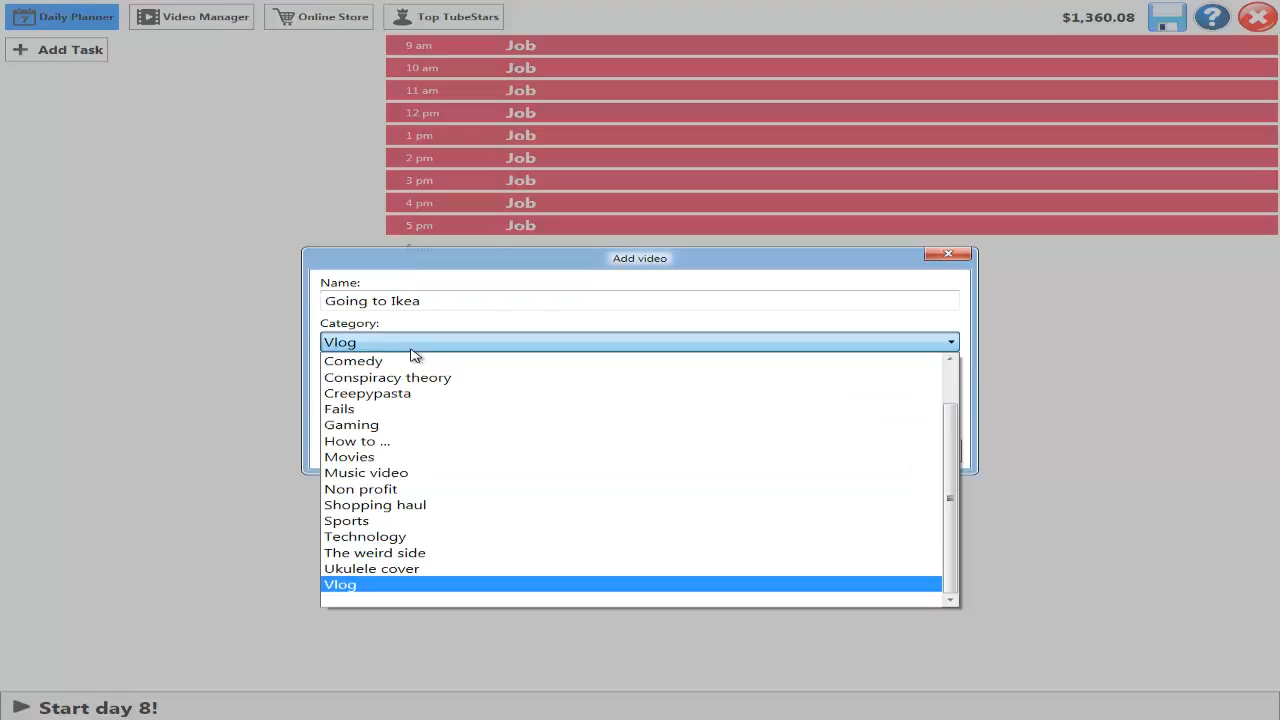 Daily Planner
Video Manager
Online Store
Top TubeStars
$1,360.08
+ Add Task
9 am Job
10 am Job
11 am Job
12 pm Job
1 pm Job
2 pm Job
3 pm Job
4 pm Job
5 pm Job
Add video
Name:
Going to Ikea
Category:
Vlog
Comedy
Conspiracy theory
Creepypasta
Fails
Gaming
How to ...
Movies
Music video
Non profit
Shopping haul
Sports
Technology
The weird side
Ukulele cover
Vlog
Start day 8!